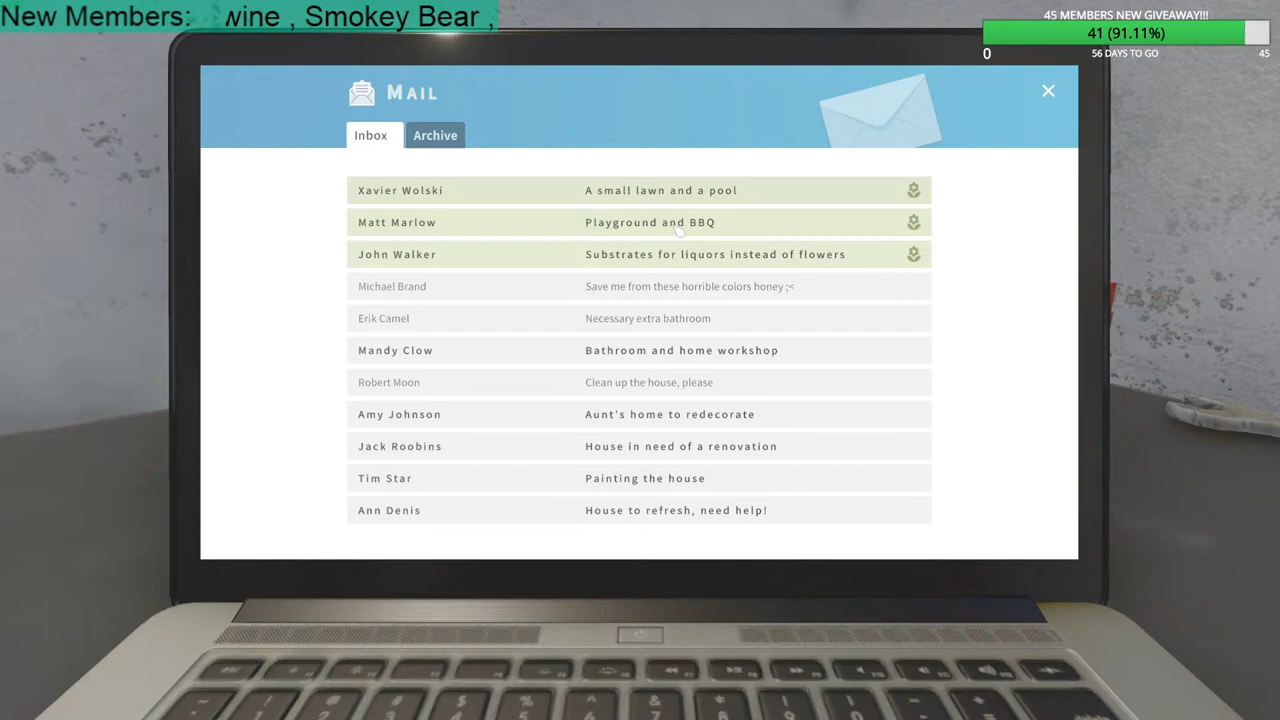 New Members: wine , Smokey Bear ,
45 MEMBERS NEW GIVEAWAY!!!
41 (91.11%)
0 56 DAYS TO GO 45
MAIL
Inbox Archive
Xavier Wolski A small lawn and a pool
Matt Marlow Playground and BBQ
John Walker Substrates for liquors instead of flowers
Michael Brand Save me from these horrible colors honey ;<
Erik Camel Necessary extra bathroom
Mandy Clow Bathroom and home workshop
Robert Moon Clean up the house, please
Amy Johnson Aunt's home to redecorate
Jack Roobins House in need of a renovation
Tim Star Painting the house
Ann Denis House to refresh, need help!